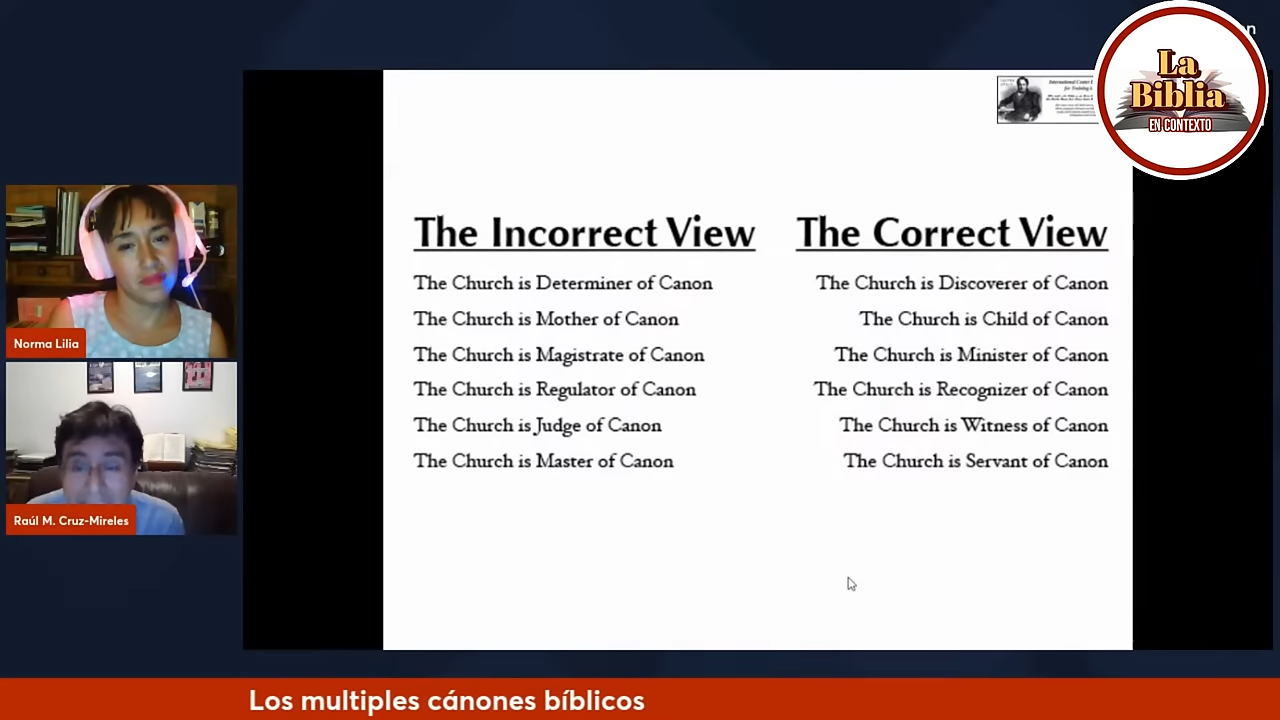 La
Biblia
EN CONTEXTO
International Center
for Training
The Incorrect View
The Church is Determiner of Canon
The Church is Mother of Canon
The Church is Magistrate of Canon
The Church is Regulator of Canon
The Church is Judge of Canon
The Church is Master of Canon
The Correct View
The Church is Discoverer of Canon
The Church is Child of Canon
The Church is Minister of Canon
The Church is Recognizer of Canon
The Church is Witness of Canon
The Church is Servant of Canon
Norma Lilia
Raúl M. Cruz-Mireles
Los multiples cánones bíblicos